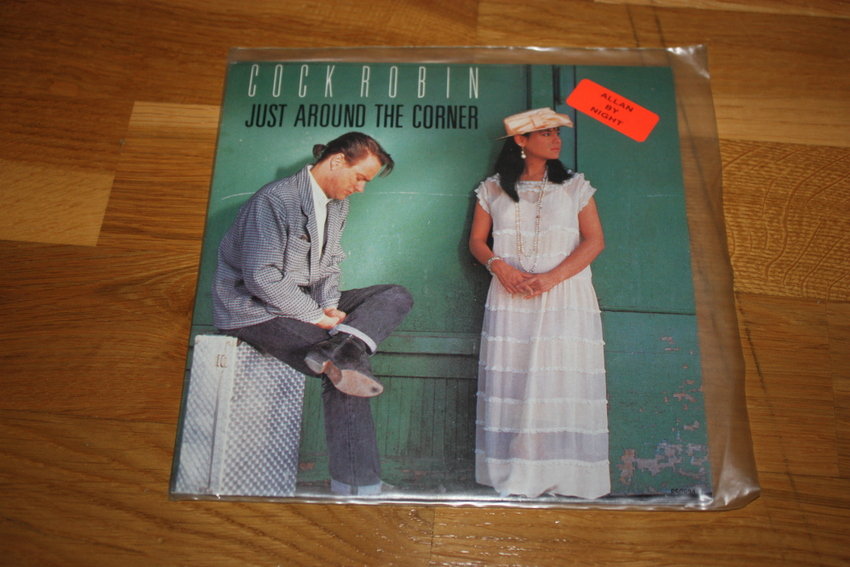 COCK ROBIN
JUST AROUND THE CORNER
ALLAN
BY
NIGHT